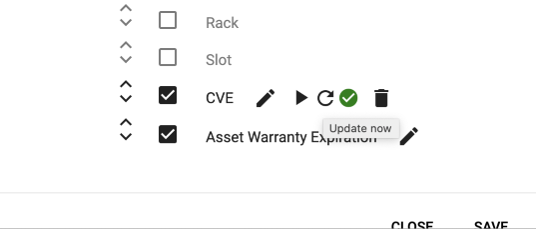 Rack
Slot
CVE
Update now
Asset Warranty Expiration
CLOSE SAVE